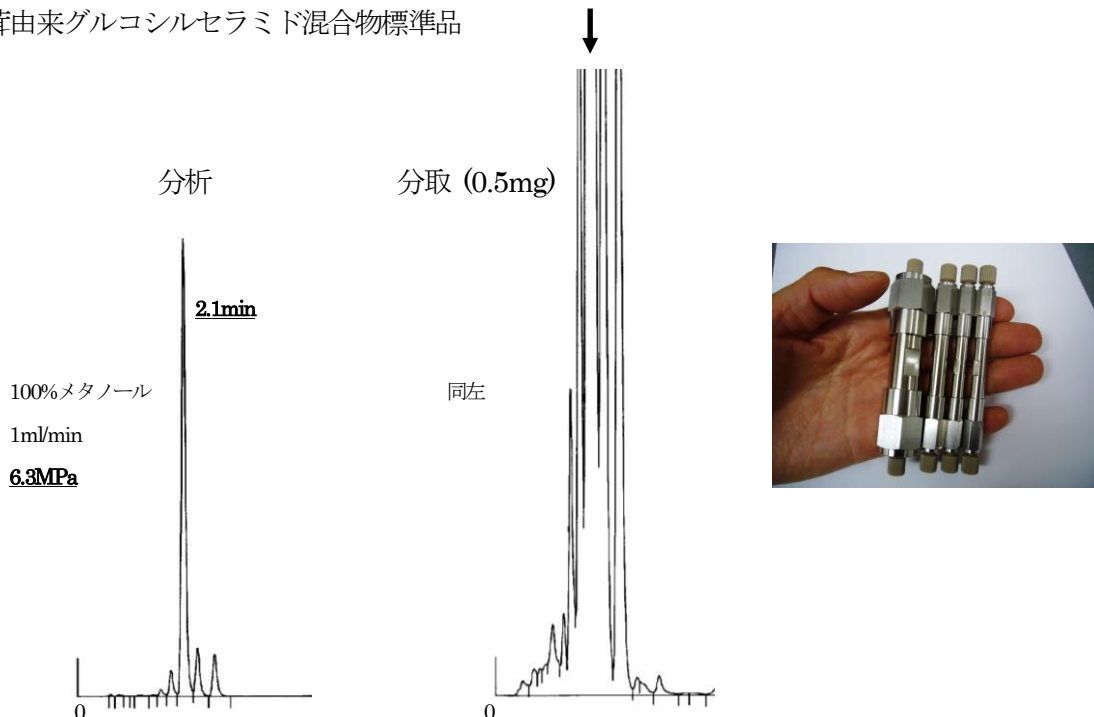 茸由来グルコシルセラミド混合物標準品
分析
分取 (0.5mg)
2.1min
100%メタノール
同左
1ml/min
6.3MPa
0
0